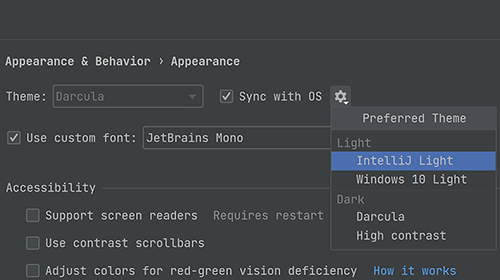 Appearance & Behavior › Appearance
Theme: Darcula Sync with OS
Preferred Theme
Use custom font: JetBrains Mono
Light
IntelliJ Light
Windows 10 Light
Accessibility
Dark
Support screen readers Requires restart
Darcula
Use contrast scrollbars
High contrast
Adjust colors for red-green vision deficiency How it works